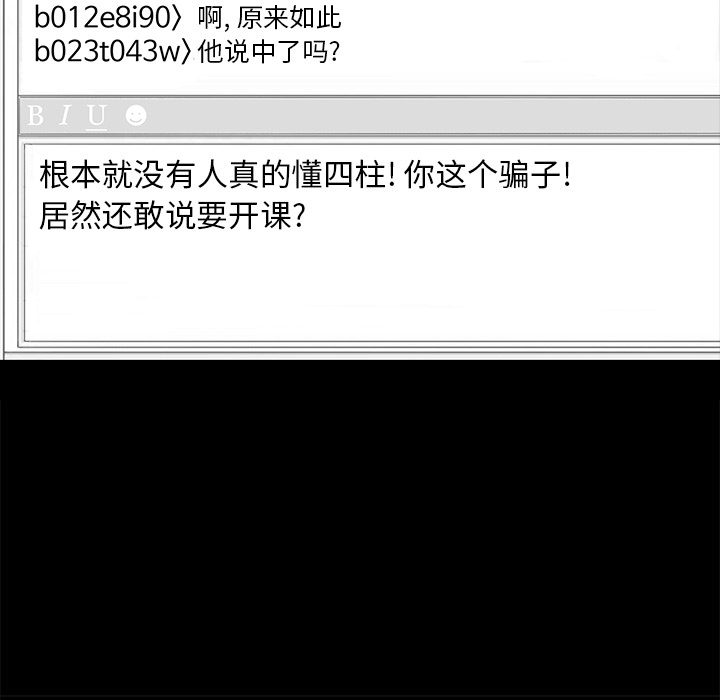 b012e8i90〉啊, 原来如此
b023t043w〉他说中了吗?
B I U
根本就没有人真的懂四柱! 你这个骗子!
居然还敢说要开课?